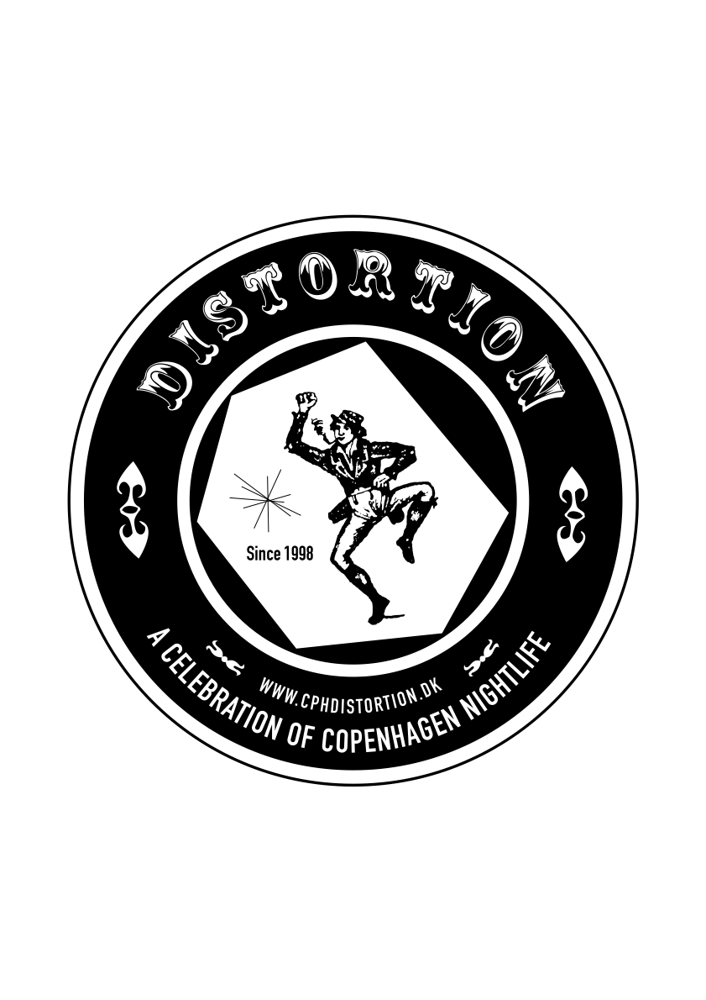 DISTORTION
Since 1998
WWW.CPHDISTORTION.DK
A CELEBRATION OF COPENHAGEN NIGHTLIFE